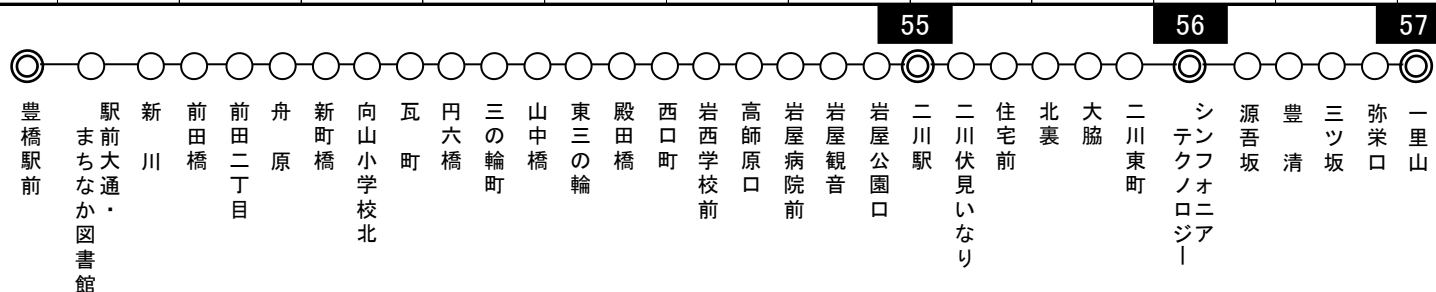 55
56
57
豊橋駅前
駅前大通・
まちなか図書館
新川
前田橋
前田二丁目
舟原
新町橋
向山小学校北
瓦町
円六橋
三の輪町
山中橋
東三の輪
殿田橋
西口町
岩西学校前
高師原口
岩屋病院前
岩屋観音
岩屋公園口
二川駅
二川伏見いなり
住宅前
北裏
大脇
二川東町
シンフォニア
テクノロジー
源吾坂
豊清
三ツ坂
弥栄口
一里山